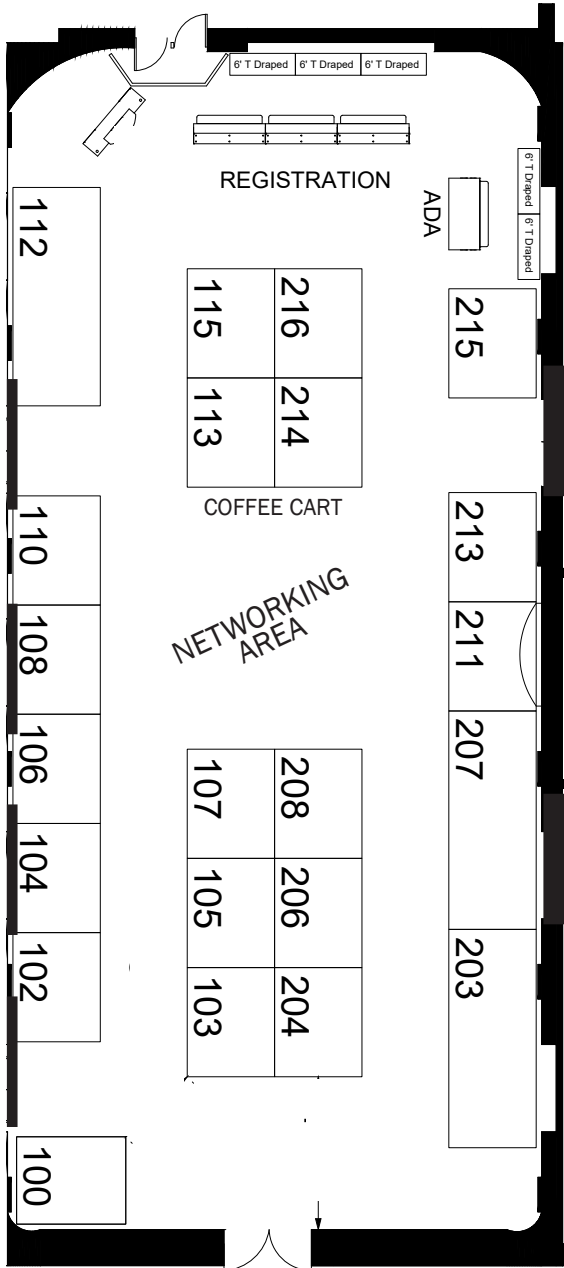 6' T Draped 6' T Draped 6' T Draped
REGISTRATION
ADA
6' T Draped
6' T Draped
112
115
216
215
113
214
COFFEE CART
110
213
NETWORKING
AREA
108
211
106
207
107
208
104
105
206
102
203
103
204
100